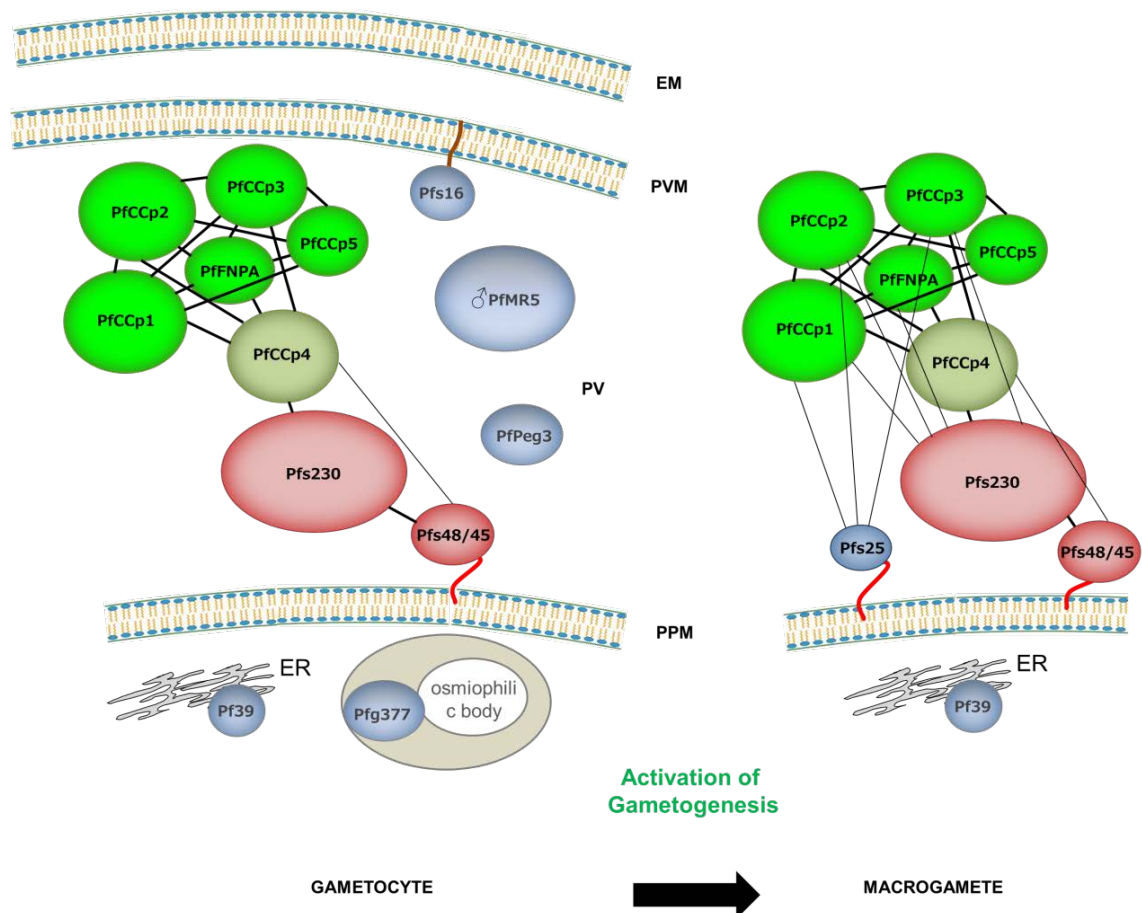 EM
PVM
PfCCp3
PfCCp2
Pfs16
PfCCp5
PfFNPA
♂PfMR5
PfCCp1
PfCCp4
PV
PfPeg3
Pfs230
Pfs48/45
PPM
ER
osmiophili
c body
Pf39
Pfg377
PfCCp3
PfCCp2
PfCCp5
PfFNPA
PfCCp1
PfCCp4
Pfs230
Pfs25
Pfs48/45
ER
Pf39
Activation of
Gametogenesis
GAMETOCYTE
MACROGAMETE